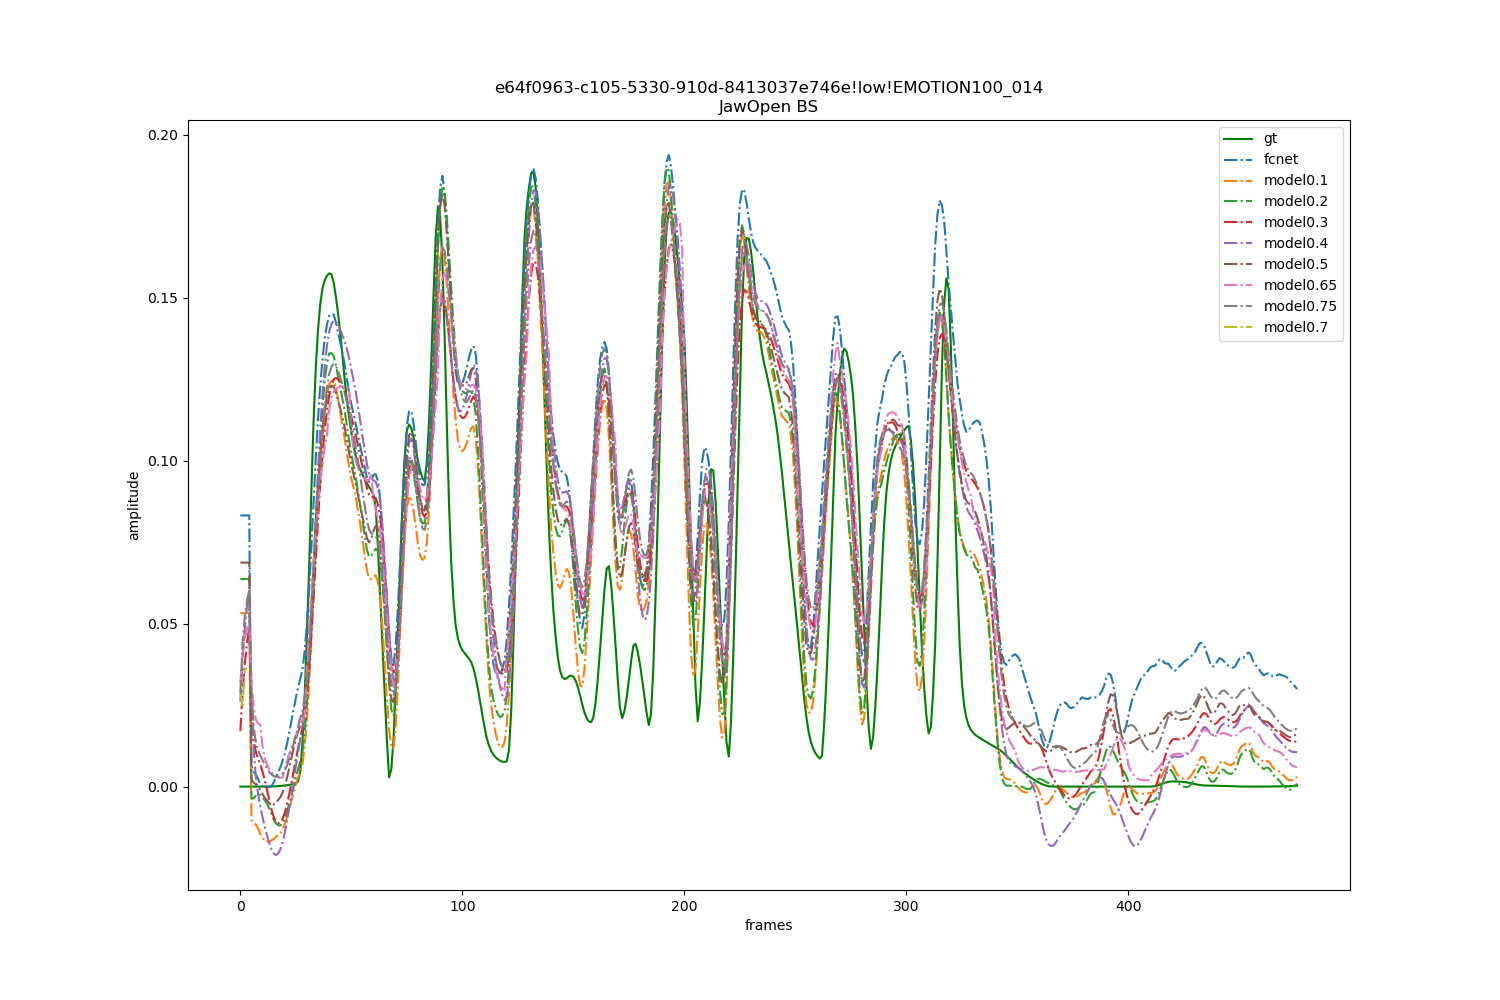 e64f0963-c105-5330-910d-8413037e746e!low!EMOTION100_014
JawOpen BS
0.20
0.15
0.10
0.05
0.00
amplitude
0
100
200
300
400
frames
gt
fcnet
model0.1
model0.2
model0.3
model0.4
model0.5
model0.65
model0.75
model0.7